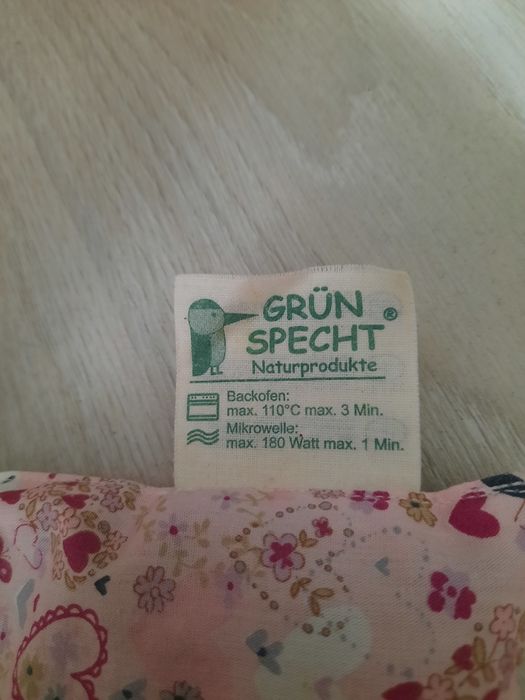 GRÜN
SPECHT ®
Naturprodukte
Backofen:
max. 110°C max. 3 Min.
Mikrowelle:
max. 180 Watt max. 1 Min.